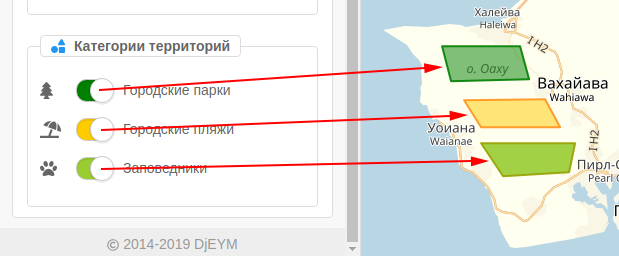 Категории территорий
Городские парки
Городские пляжи
Заповедники
© 2014-2019 DjEYM
Халейва
Haleiwa
H2
о. Оаху
Вахайава
Wahiawa
Уоиана
Waianae
H2
Пирл-С
Pearl C